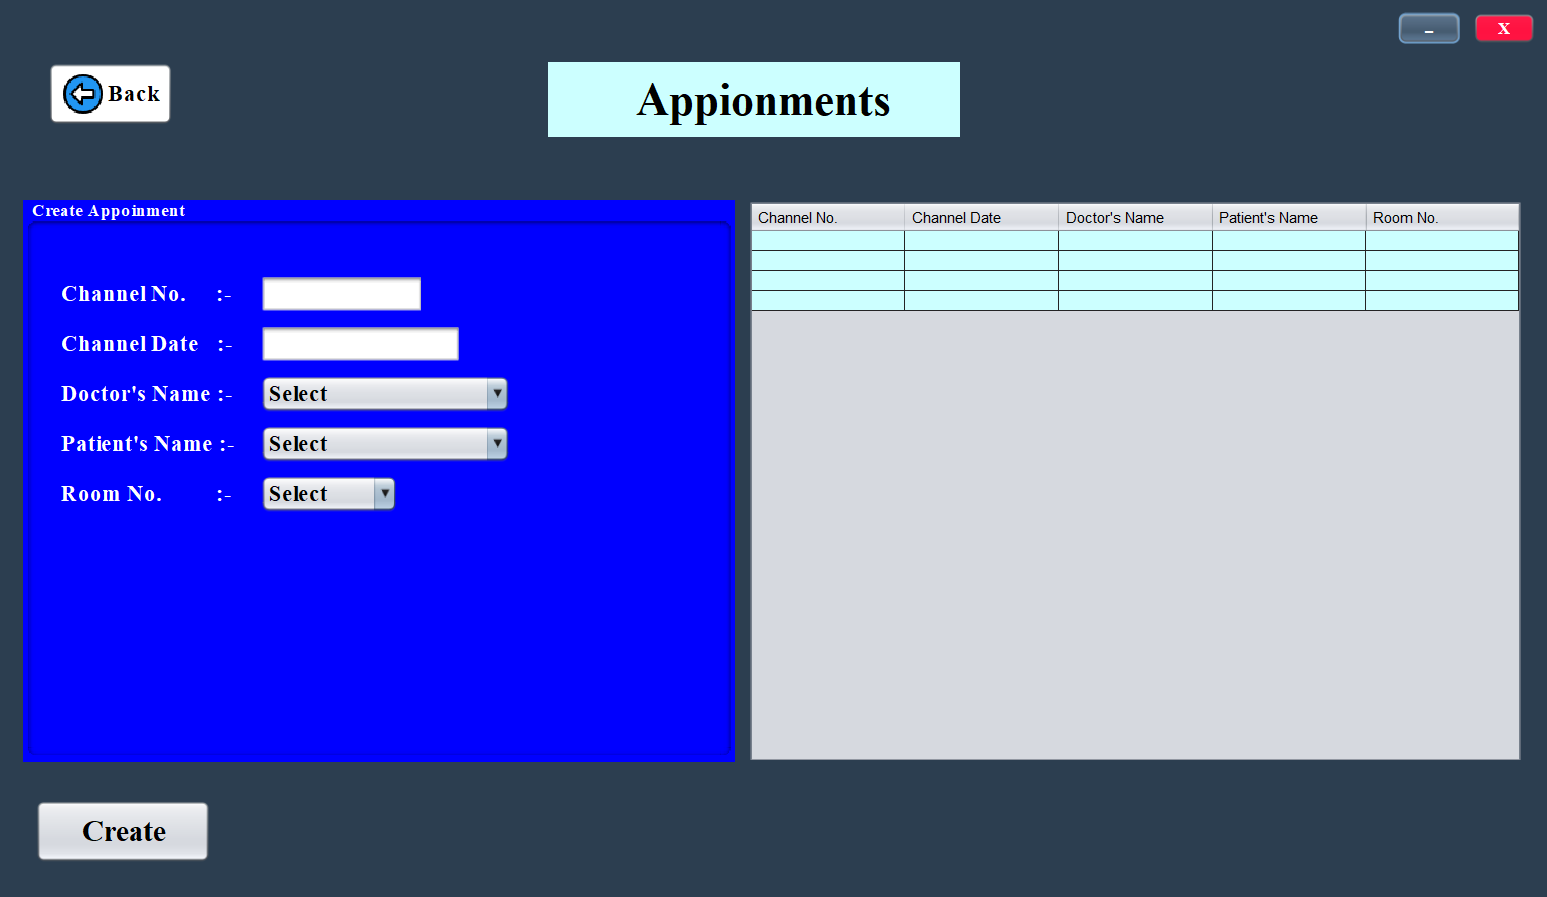 -
X
Back
Appionments
Create Appoinment
Channel No. :-
Channel Date :-
Doctor's Name :- Select
Patient's Name :- Select
Room No. :- Select
Channel No. Channel Date Doctor's Name Patient's Name Room No.
Create